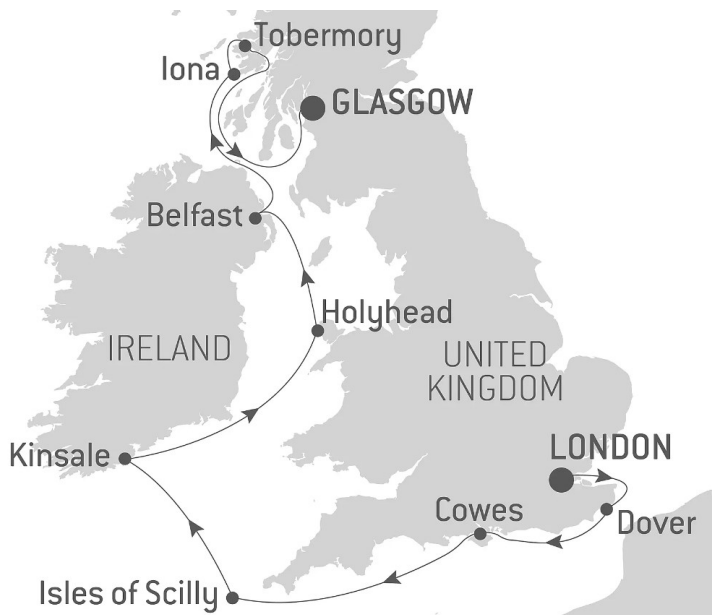 Tobermory
Iona
GLASGOW
Belfast
Holyhead
IRELAND
UNITED
KINGDOM
Kinsale
LONDON
Cowes
Dover
Isles of Scilly